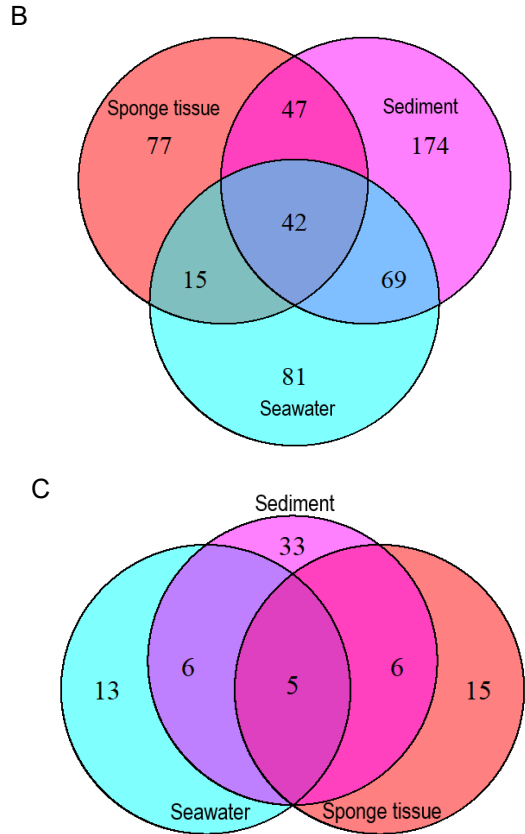 B
Sponge tissue 47 Sediment
77 174
42
15 69
81
Seawater
C
Sediment
33
13 6 5 6 15
Seawater Sponge tissue